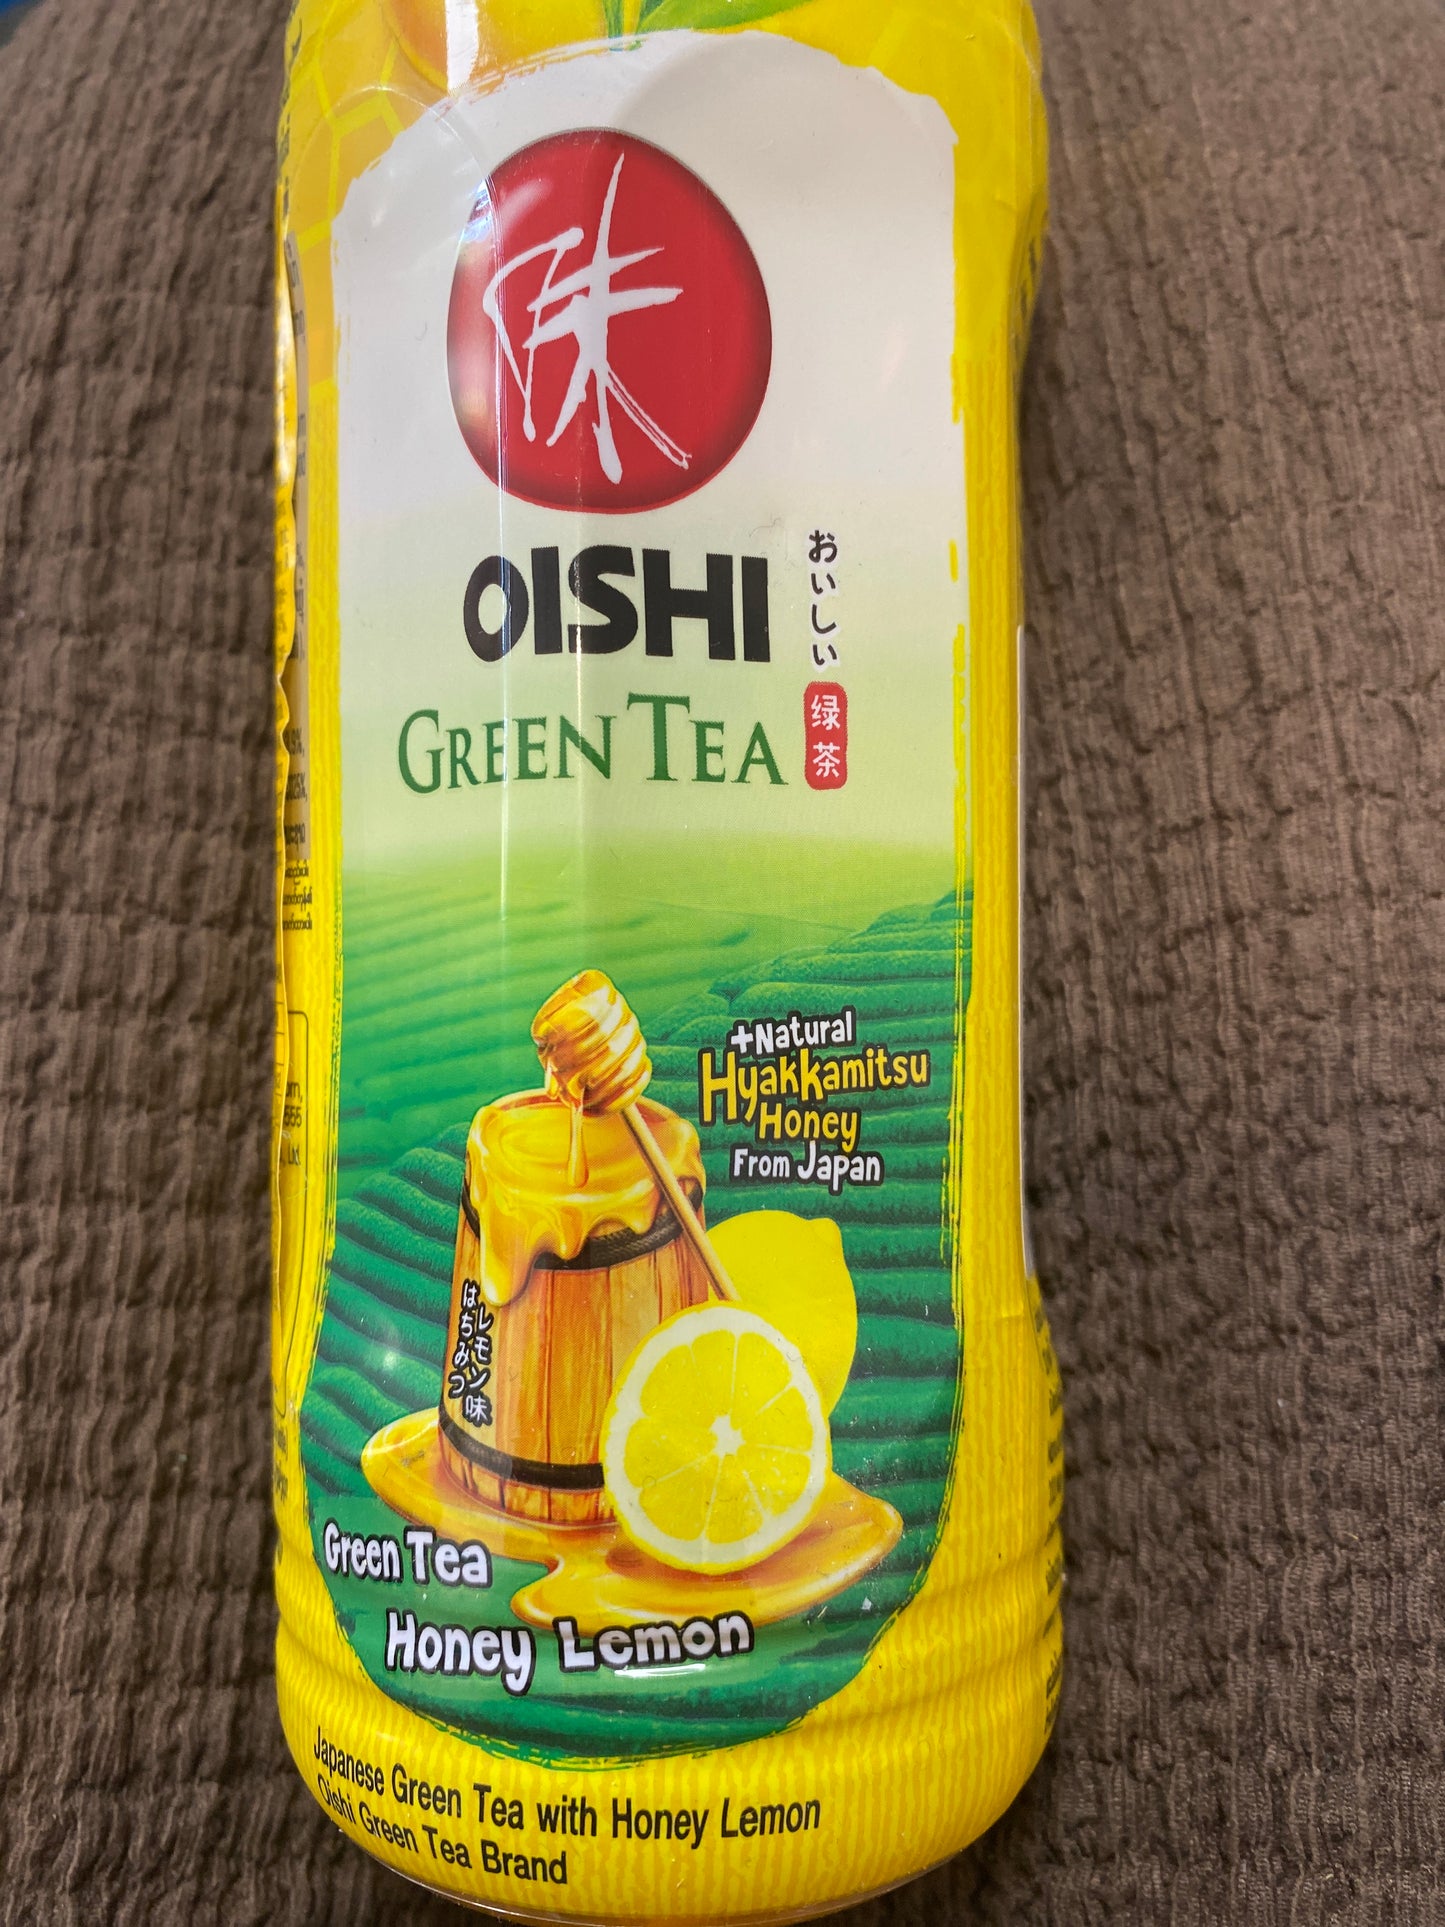 味
OISHI
おいしい
GREEN TEA
绿茶
+Natural
Hyakkamitsu
Honey
From Japan
はちみつ
レモン味
Green Tea
Honey Lemon
Japanese Green Tea with Honey Lemon
Oishi Green Tea Brand